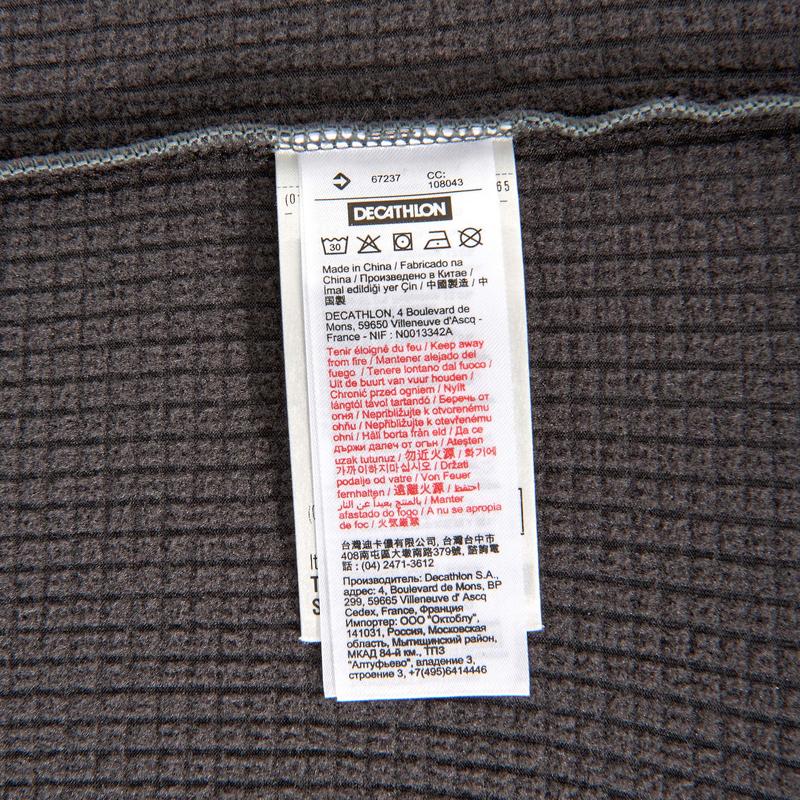 67237 CC:
108043
(0
65
DECATHLON
30
Made in China / Fabricado na
China / Произведено в Китае /
İmal edildiği yer Çin / 中國製造 / 中
国製
DECATHLON, 4 Boulevard de
Mons, 59650 Villeneuve d'Ascq -
France - NIF : N0013342A
Tenir éloigné du feu / Keep away
from fire / Mantener alejado del
fuego / Tenere lontano dal fuoco /
Uit de buurt van vuur houden /
Chronić przed ogniem / Nyílt
lángtól távol tartandó / Беречь от
огня / Nepribližujte k otvorenému
ohňu / Nepřibližujte k otevřenému
ohni / Håll borta från eld / Да се
държи далеч от огън / Ateşten
uzak tutunuz / 勿近火源 / 화기에
가까이하지마십시오 / Držati
podalje od vatre / Von Feuer
fernhalten / 遠離火源 / احتفظ
بالمنتج بعيداً عن النار / Manter
afastado do fogo / A nu se apropia
de foc / 火気厳禁
台灣迪卡儂有限公司, 台灣台中市
408南屯區大墩南路379號, 諮詢電
話 : (04) 2471-3612
Производитель: Decathlon S.A.,
адрес: 4, Boulevard de Mons, BP
299, 59665 Villeneuve d' Ascq
Cedex, France, Франция
Импортер: ООО "Октоблу",
141031, Россия, Московская
область, Мытищинский район,
МКАД 84-й км., ТПЗ
"Алтуфьево", владение 3,
строение 3, +7(495)6414446
It
T
S